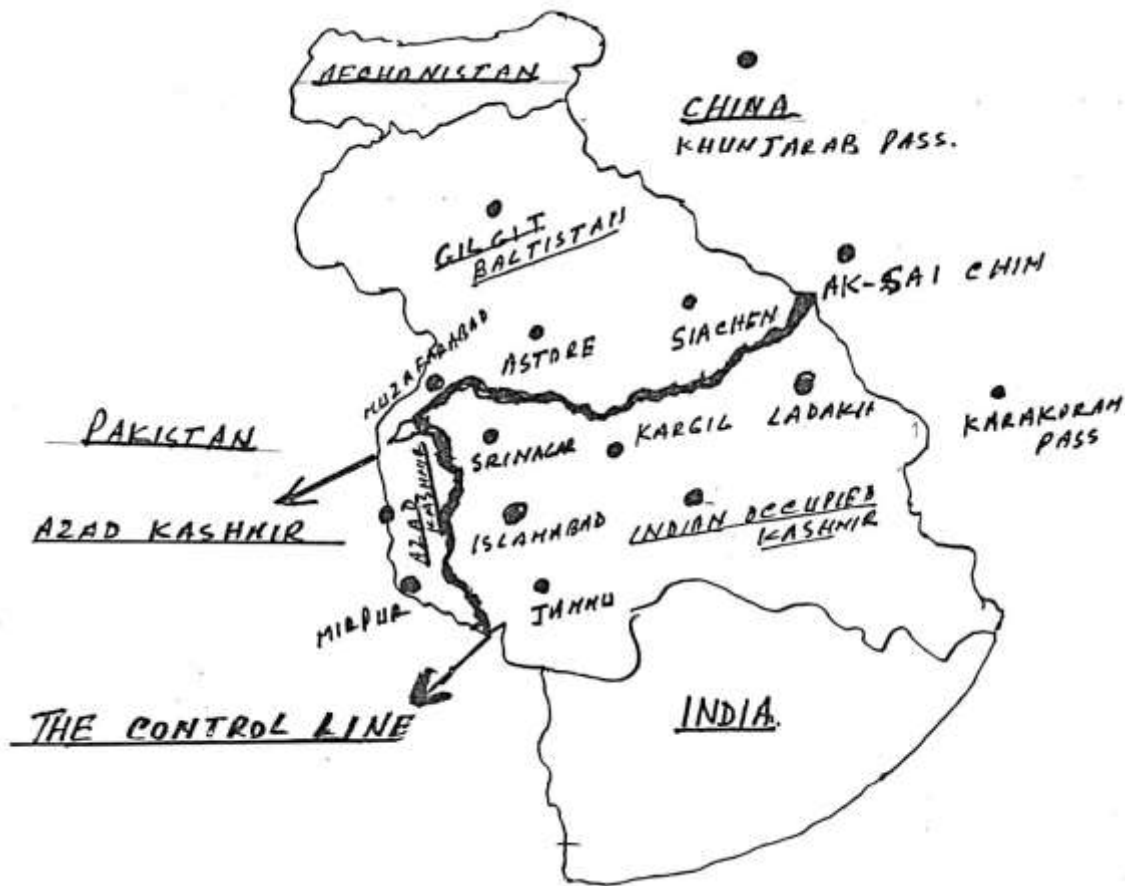 AFGHANISTAN
CHINA
KHUNJARAB PASS.
GILGIT
BALTISTAN
AK-SAI CHIN
SIACHEN
ASTORE
MUZAFARABAD
LADAKH
KARGIL
KARAKORAM
PASS
PAKISTAN
SRINAGAR
AZAD
KASHMIR
ISLAMABAD
INDIAN OCCUPIED
KASHMIR
AZAD KASHMIR
JAMMU
MIRPUR
INDIA.
THE CONTROL LINE